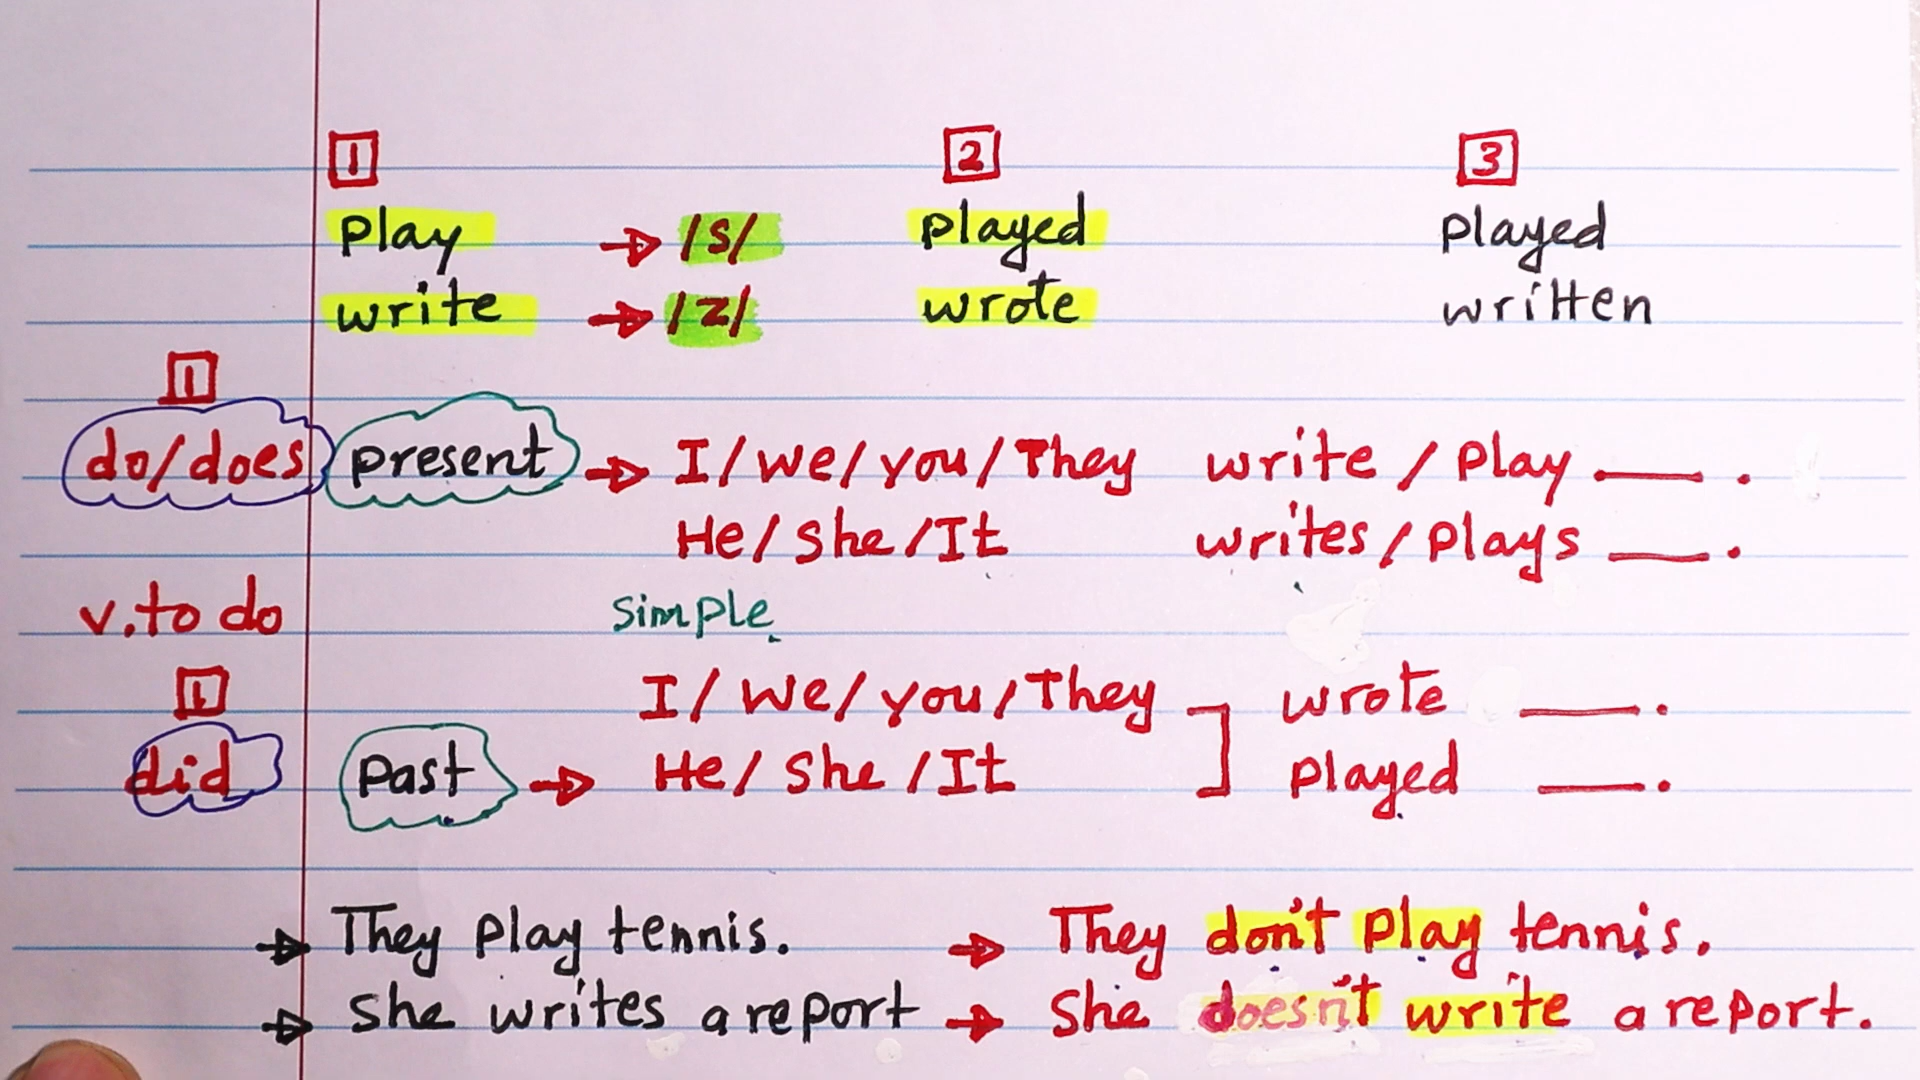 1 2 3
play → /s/ played played
write → /z/ wrote written
1
do/does present → I/we/you/They write / play ___ .
He/she/It writes/plays ___ .
v.to do simple
1
I/we/you/They wrote ___ .
did past → He/she/It played ___ .
→ They play tennis. → They don't play tennis.
→ she writes a report → she doesn't write a report.